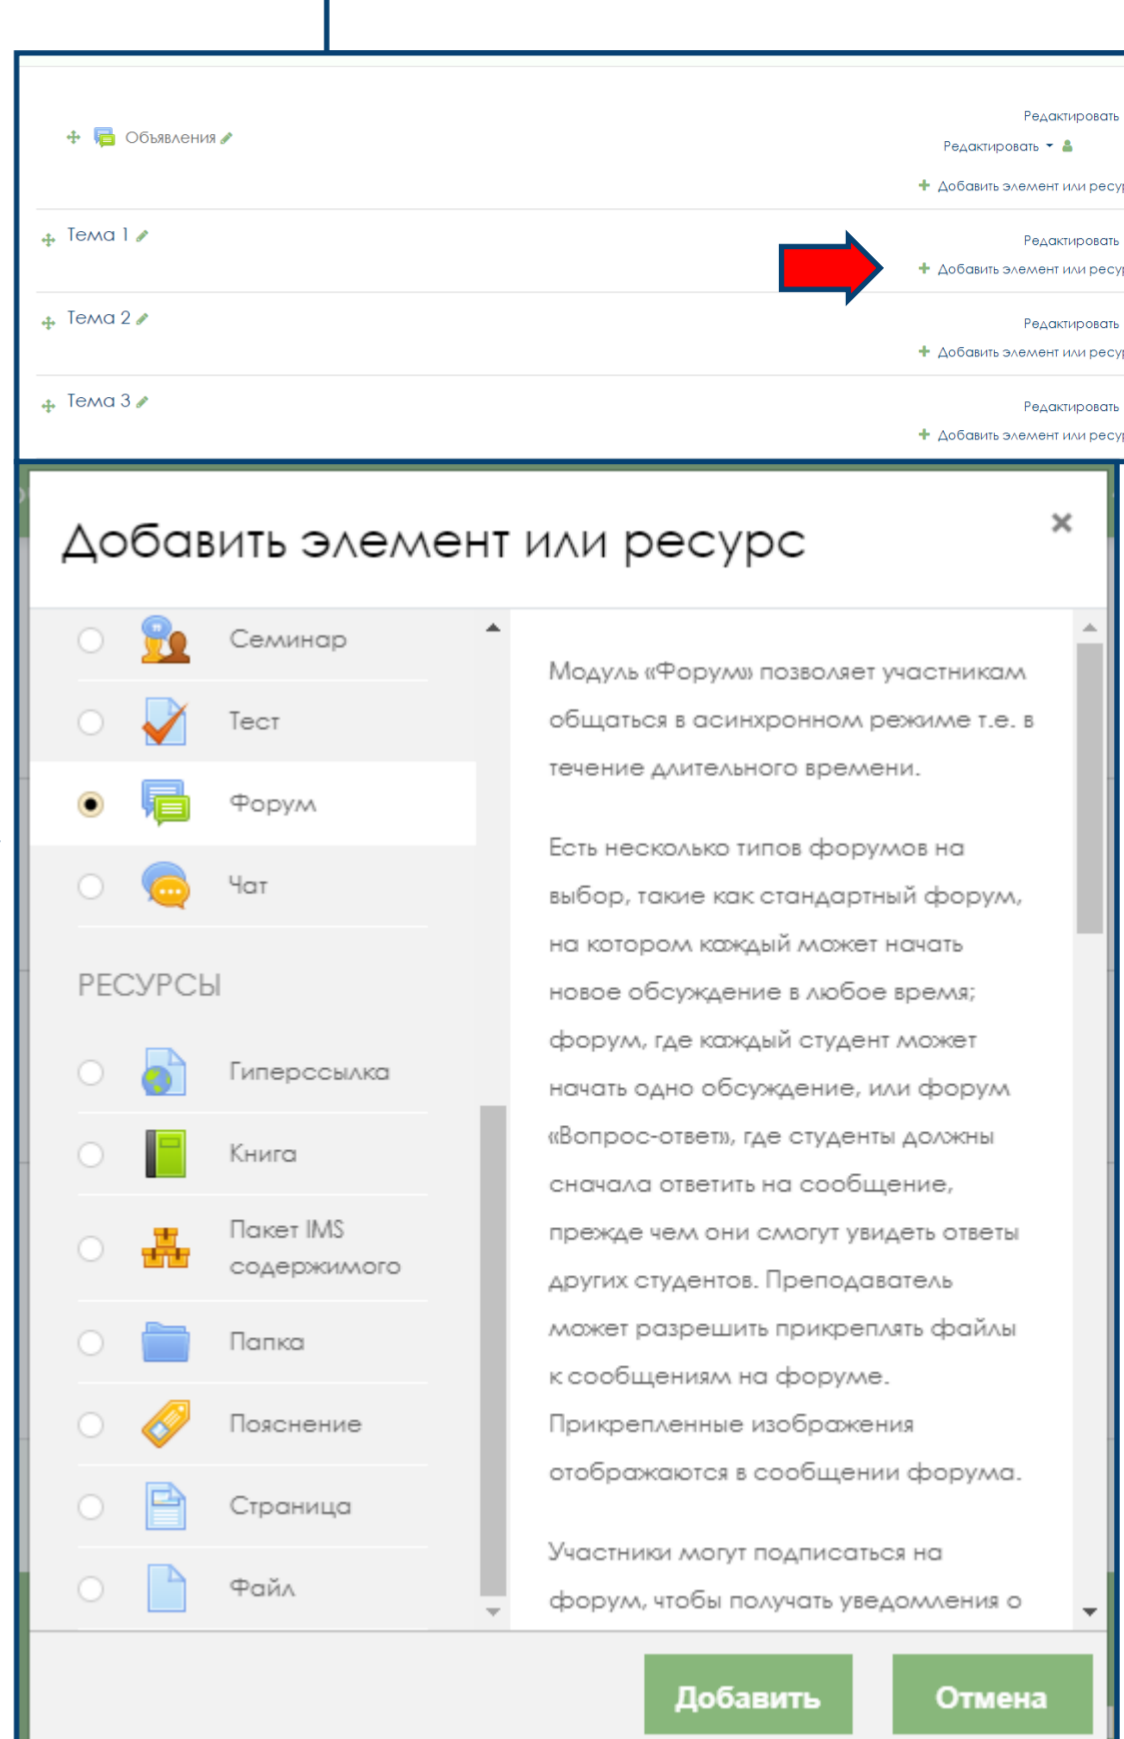 Редактировать
Объявления
Редактировать
Добавить элемент или ресур
Тема 1
Редактировать
Добавить элемент или ресур
Тема 2
Редактировать
Добавить элемент или ресур
Тема 3
Редактировать
Добавить элемент или ресур
Добавить элемент или ресурс
×
Семинар
Тест
Форум
Чат
РЕСУРСЫ
Гиперссылка
Книга
Пакет IMS
содержимого
Папка
Пояснение
Страница
Файл
Модуль «Форум» позволяет участникам
общаться в асинхронном режиме т.е. в
течение длительного времени.
Есть несколько типов форумов на
выбор, такие как стандартный форум,
на котором каждый может начать
новое обсуждение в любое время;
форум, где каждый студент может
начать одно обсуждение, или форум
«Вопрос-ответ», где студенты должны
сначала ответить на сообщение,
прежде чем они смогут увидеть ответы
других студентов. Преподаватель
может разрешить прикреплять файлы
к сообщениям на форуме.
Прикрепленные изображения
отображаются в сообщении форума.
Участники могут подписаться на
форум, чтобы получать уведомления о
Добавить
Отмена